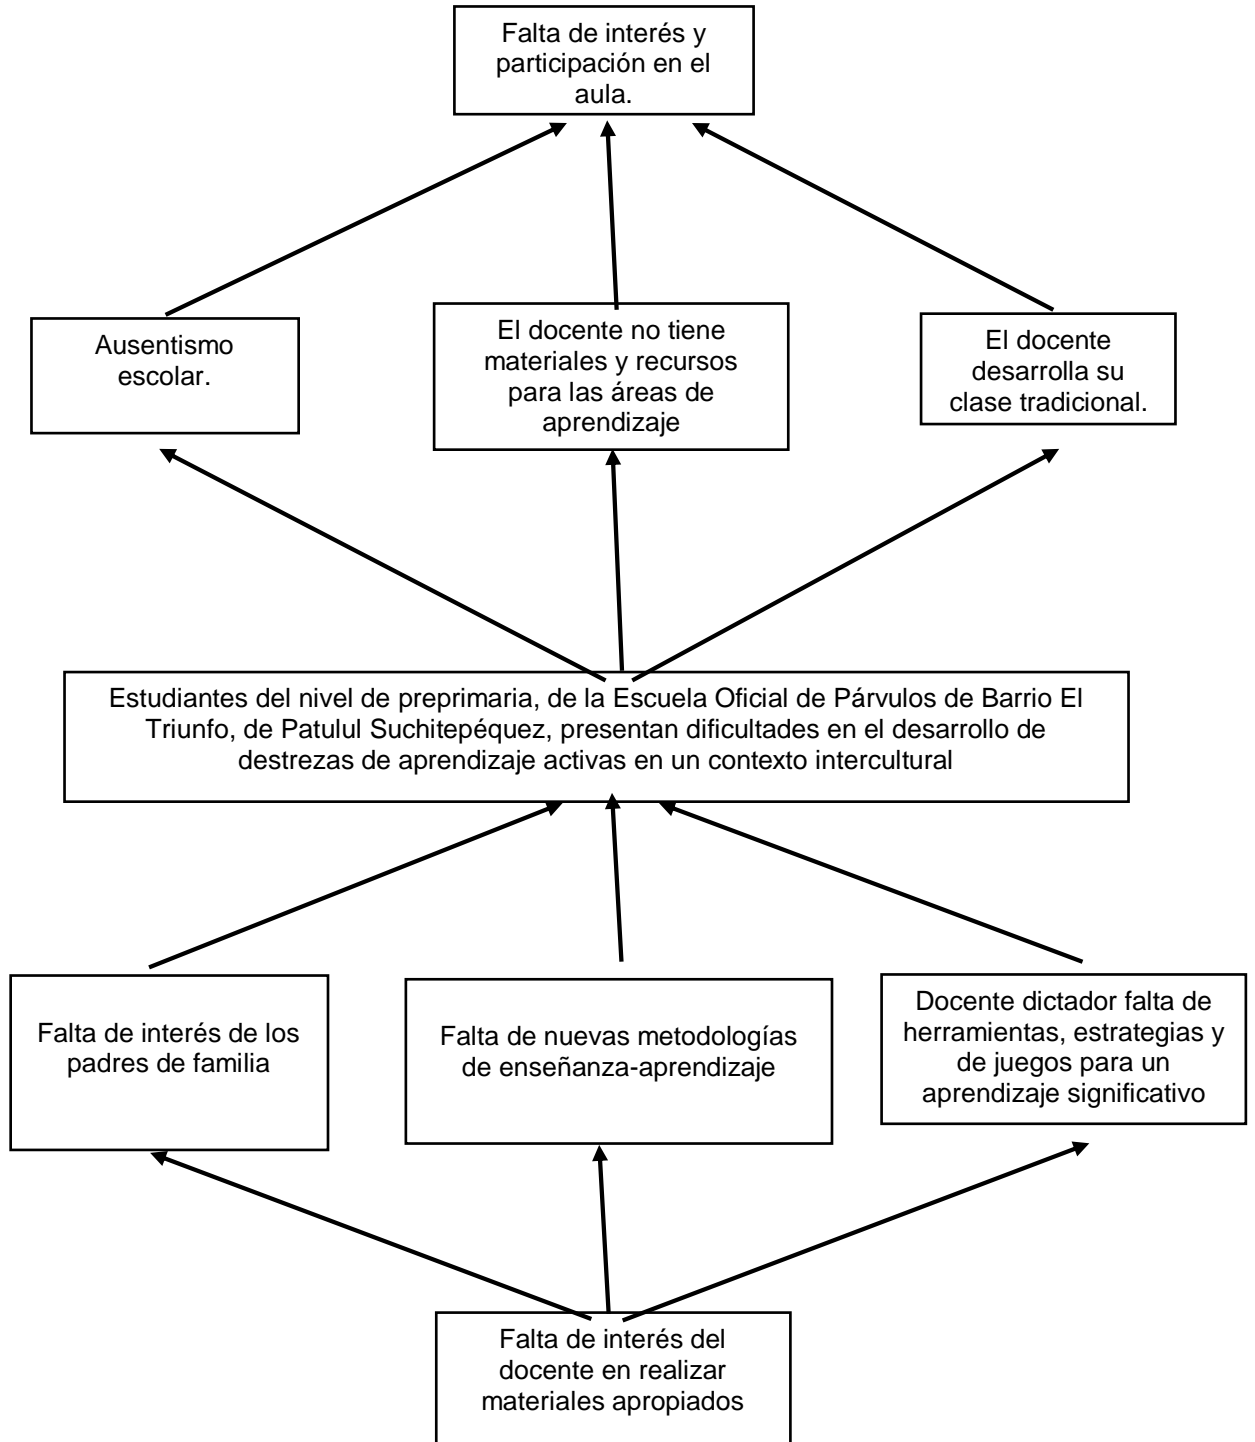 Falta de interés y
participación en el
aula.
Ausentismo
escolar.
El docente no tiene
materiales y recursos
para las áreas de
aprendizaje
El docente
desarrolla su
clase tradicional.
Estudiantes del nivel de preprimaria, de la Escuela Oficial de Párvulos de Barrio El
Triunfo, de Patulul Suchitepéquez, presentan dificultades en el desarrollo de
destrezas de aprendizaje activas en un contexto intercultural
Falta de interés de los
padres de familia
Falta de nuevas metodologías
de enseñanza-aprendizaje
Docente dictador falta de
herramientas, estrategias y
de juegos para un
aprendizaje significativo
Falta de interés del
docente en realizar
materiales apropiados